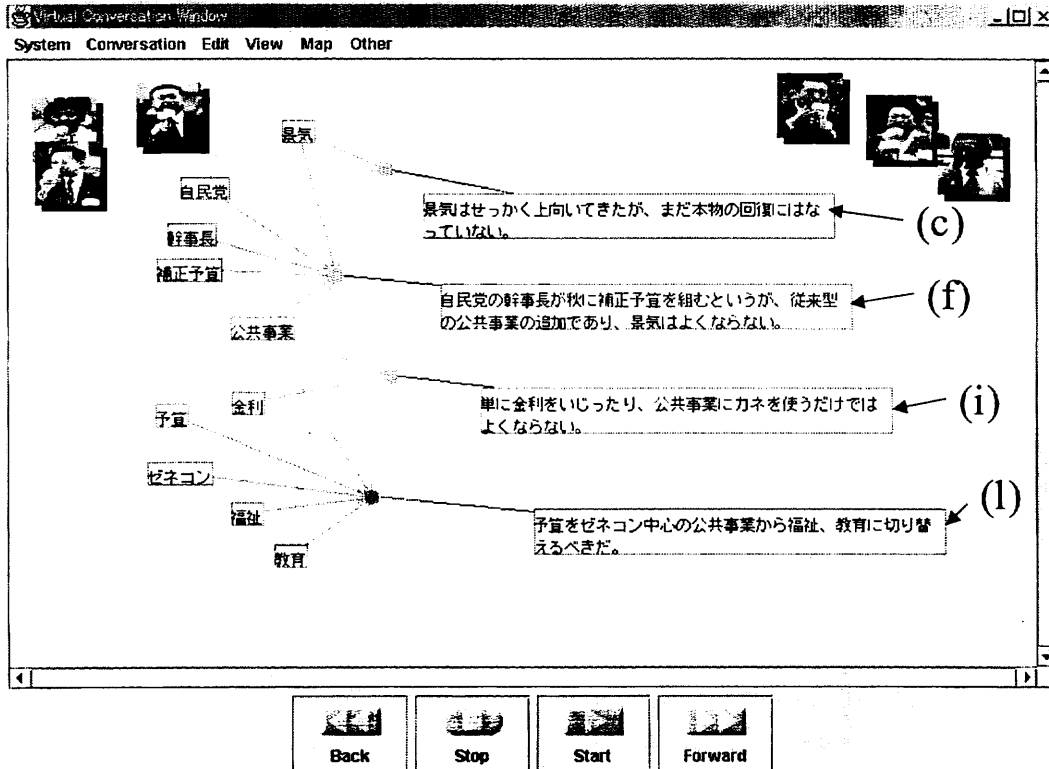 Virtual Conversation Window
System Conversation Edit View Map Other
景気
景気はせっかく上向いてきたが、まだ本物の回復にはな
っていない。
(c)
自民党
幹事長
補正予算
自民党の幹事長が秋に補正予算を組むというが、従来型
の公共事業の追加であり、景気はよくならない。
(f)
公共事業
金利
単に金利をいじったり、公共事業にカネを使うだけでは
よくならない。
(i)
予算
ゼネコン
福祉
予算をゼネコン中心の公共事業から福祉、教育に切り替
えるべきだ。
(l)
教育
Back Stop Start Forward